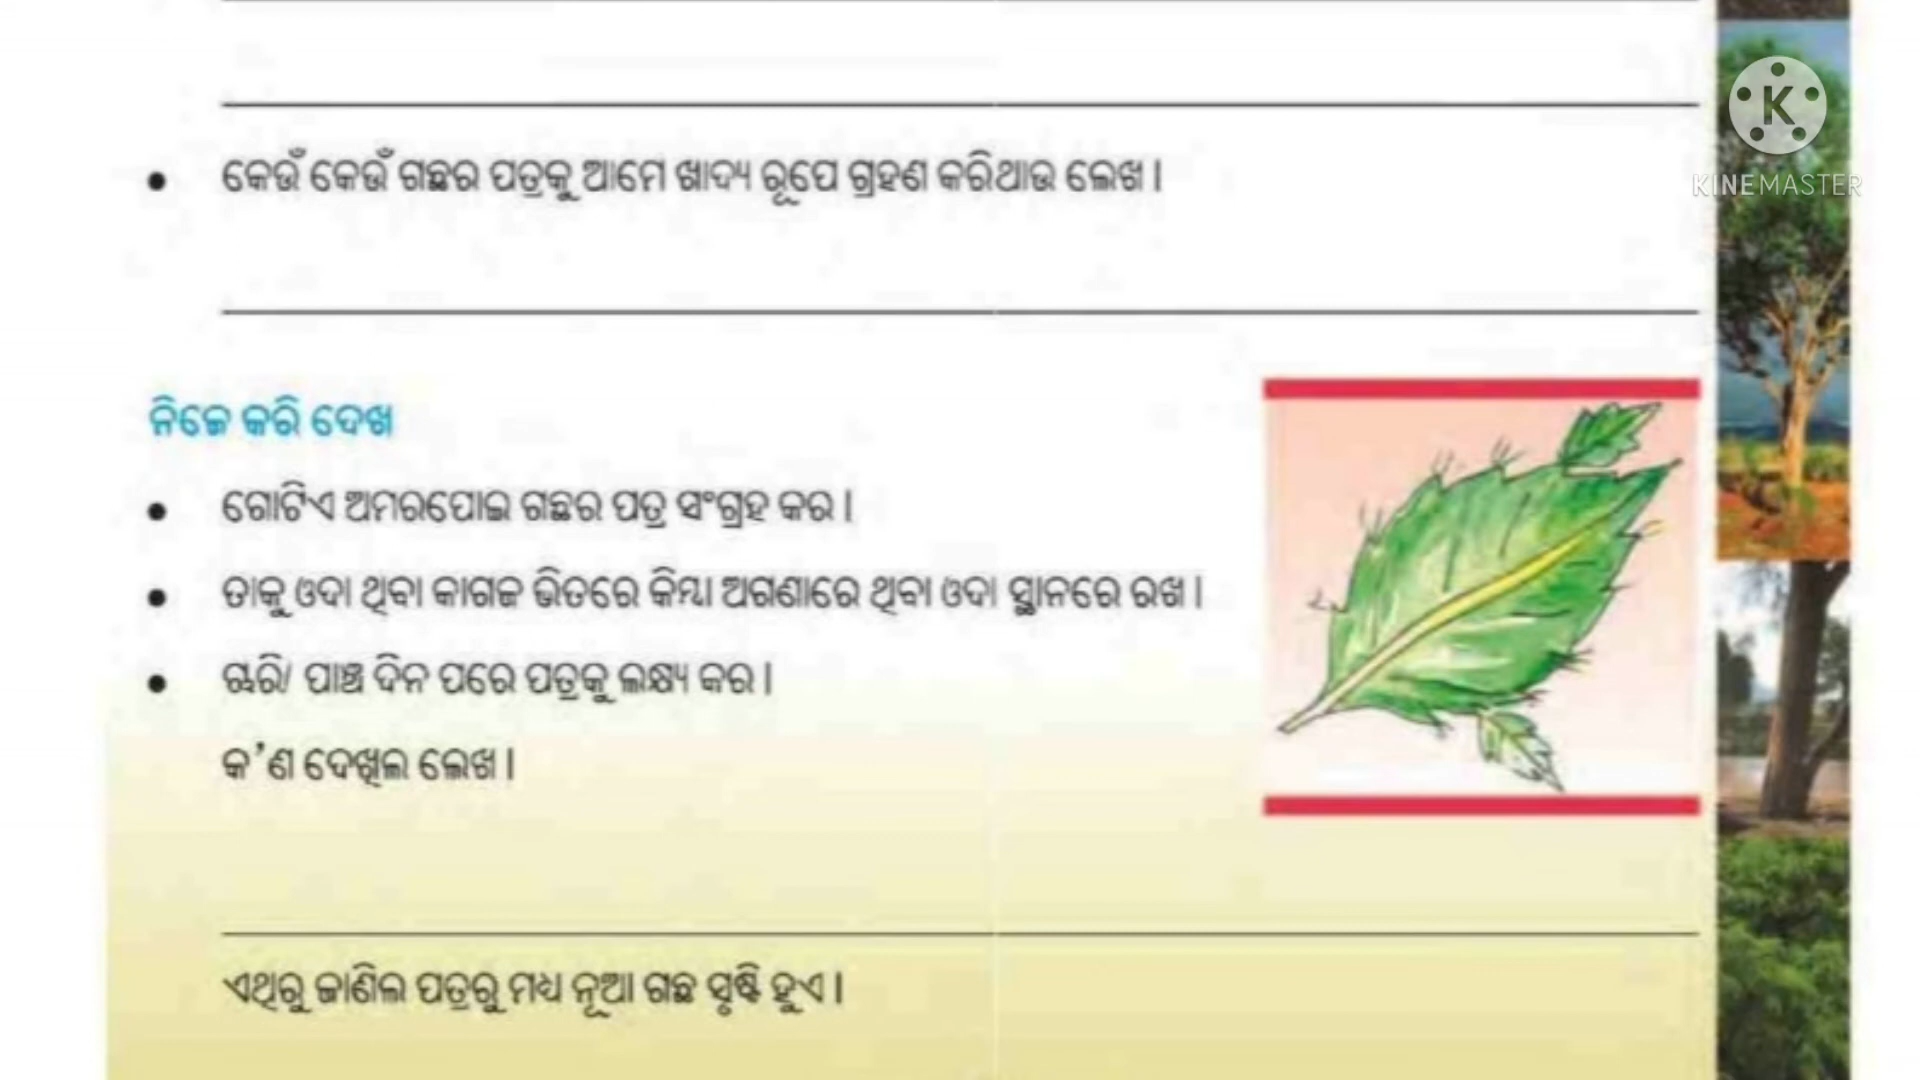 KINEMASTER
କେଉଁ କେଉଁ ଗଛର ପତ୍ରକୁ ଆମେ ଖାଦ୍ୟ ରୂପେ ଗ୍ରହଣ କରିଥାଉ ଲେଖ ।
ନିଜେ କରି ଦେଖ
ଗୋଟିଏ ଅମରପୋଇ ଗଛର ପତ୍ର ସଂଗ୍ରହ କର ।
ତାକୁ ଓଦା ଥିବା କାଗଜ ଭିତରେ କିମ୍ବା ଅଗଣାରେ ଥିବା ଓଦା ସ୍ଥାନରେ ରଖ ।
ଚାରି/ ପାଞ୍ଚ ଦିନ ପରେ ପତ୍ରକୁ ଲକ୍ଷ୍ୟ କର ।
କ'ଣ ଦେଖିଲ ଲେଖ ।
ଏଥିରୁ ଜାଣିଲ ପତ୍ରରୁ ମଧ୍ୟ ନୂଆ ଗଛ ସୃଷ୍ଟି ହୁଏ ।